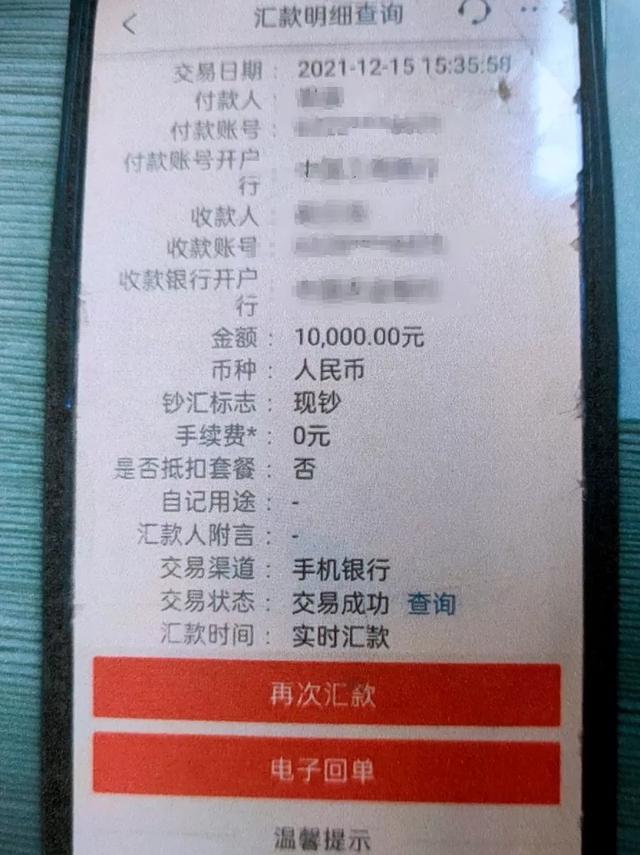 汇款明细查询
交易日期： 2021-12-15 15:35:58
付款人：
付款账号：
付款账号开户行
收款人
收款账号
收款银行开户行
金额： 10,000.00元
币种： 人民币
钞汇标志： 现钞
手续费*： 0元
是否抵扣套餐： 否
自记用途： -
汇款人附言： -
交易渠道： 手机银行
交易状态： 交易成功 查询
汇款时间： 实时汇款
再次汇款
电子回单
温馨提示